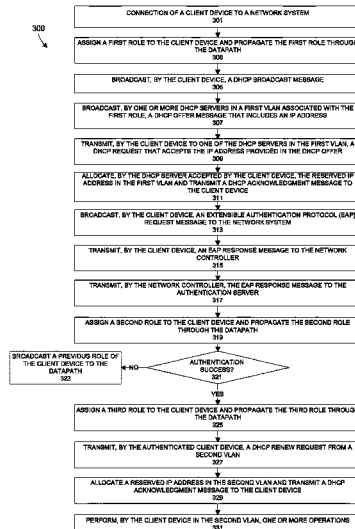 300
CONNECTION OF A CLIENT DEVICE TO A NETWORK SYSTEM
301
ASSIGN A FIRST ROLE TO THE CLIENT DEVICE AND PROPAGATE THE FIRST ROLE THROUGH
THE DATAPATH
303
BROADCAST, BY THE CLIENT DEVICE, A DHCP BROADCAST MESSAGE
305
BROADCAST, BY ONE OR MORE DHCP SERVERS IN A FIRST VLAN ASSOCIATED WITH THE
FIRST ROLE, A DHCP OFFER MESSAGE THAT INCLUDES AN IP ADDRESS
307
TRANSMIT, BY THE CLIENT DEVICE TO ONE OF THE DHCP SERVERS IN THE FIRST VLAN, A
DHCP REQUEST THAT ACCEPTS THE IP ADDRESS PROVIDED IN THE DHCP OFFER
309
ALLOCATE, BY THE DHCP SERVER ACCEPTED BY THE CLIENT DEVICE, THE RESERVED IP
ADDRESS IN THE FIRST VLAN AND TRANSMIT A DHCP ACKNOWLEDGMENT MESSAGE TO
THE CLIENT DEVICE
311
BROADCAST, BY THE CLIENT DEVICE, AN EXTENSIBLE AUTHENTICATION PROTOCOL (EAP)
REQUEST MESSAGE TO THE NETWORK SYSTEM
313
TRANSMIT, BY THE CLIENT DEVICE, AN EAP RESPONSE MESSAGE TO THE NETWORK
CONTROLLER
315
TRANSMIT, BY THE NETWORK CONTROLLER, THE EAP RESPONSE MESSAGE TO THE
AUTHENTICATION SERVER
317
ASSIGN A SECOND ROLE TO THE CLIENT DEVICE AND PROPAGATE THE SECOND ROLE
THROUGH THE DATAPATH
319
BROADCAST A PREVIOUS ROLE OF
THE CLIENT DEVICE TO THE
DATAPATH
323
NO
AUTHENTICATION
SUCCESS?
321
YES
ASSIGN A THIRD ROLE TO THE CLIENT DEVICE AND PROPAGATE THE THIRD ROLE THROUGH
THE DATAPATH
325
TRANSMIT, BY THE AUTHENTICATED CLIENT DEVICE, A DHCP RENEW REQUEST FROM A
SECOND VLAN
327
ALLOCATE A RESERVED IP ADDRESS IN THE SECOND VLAN AND TRANSMIT A DHCP
ACKNOWLEDGMENT MESSAGE TO THE CLIENT DEVICE
329
PERFORM, BY THE CLIENT DEVICE IN THE SECOND VLAN, ONE OR MORE OPERATIONS
331